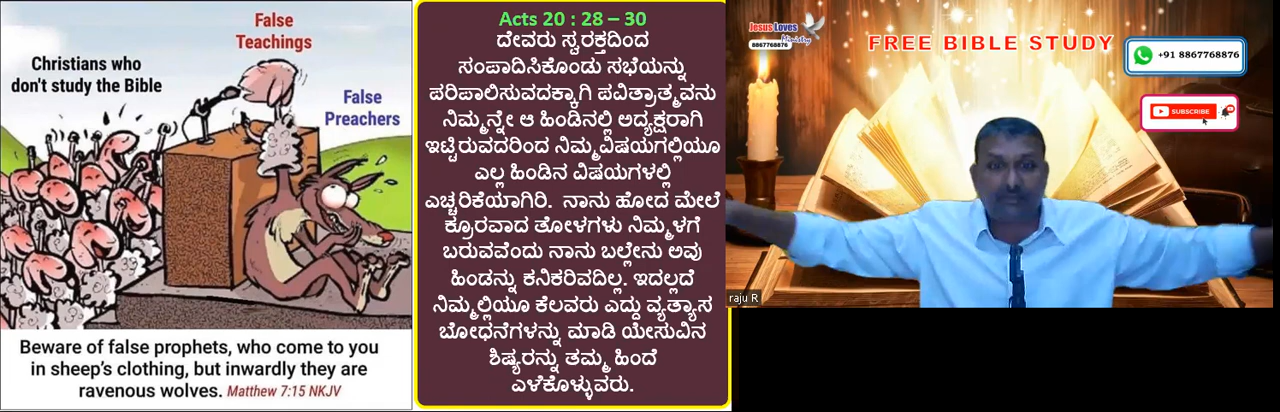 False
Teachings
Christians who
don't study the Bible
False
Preachers
Beware of false prophets, who come to you
in sheep's clothing, but inwardly they are
ravenous wolves. Matthew 7:15 NKJV
Acts 20 : 28 – 30
ದೇವರು ಸ್ವರಕ್ತದಿಂದ
ಸಂಪಾದಿಸಿಕೊಂಡು ಸಭೆಯನ್ನು
ಪರಿಪಾಲಿಸುವದಕ್ಕಾಗಿ ಪವಿತ್ರಾತ್ಮವನು
ನಿಮ್ಮನ್ನೇ ಆ ಹಿಂಡಿನಲ್ಲಿ ಅಧ್ಯಕ್ಷರಾಗಿ
ಇಟ್ಟಿರುವದರಿಂದ ನಿಮ್ಮ ವಿಷಯಗಲ್ಲಿಯೂ
ಎಲ್ಲ ಹಿಂಡಿನ ವಿಷಯಗಳಲ್ಲಿ
ಎಚ್ಚರಿಕೆಯಾಗಿರಿ. ನಾನು ಹೋದ ಮೇಲೆ
ಕ್ರೂರವಾದ ತೋಳಗಳು ನಿಮ್ಮಳಗೆ
ಬರುವವೆಂದು ನಾನು ಬಲ್ಲೇನು ಅವು
ಹಿಂಡನ್ನು ಕನಿಕರಿವದಿಲ್ಲ. ಇದಲ್ಲದೆ
ನಿಮ್ಮಲ್ಲಿಯೂ ಕೆಲವರು ಎದ್ದು ವ್ಯತ್ಯಾಸ
ಬೋಧನೆಗಳನ್ನು ಮಾಡಿ ಯೇಸುವಿನ
ಶಿಷ್ಯರನ್ನು ತಮ್ಮ ಹಿಂದೆ
ಎಳೆಕೊಳ್ಳುವರು.
Jesus Loves
Ministry
8867768876
FREE BIBLE STUDY
+91 8867768876
SUBSCRIBE
raju R